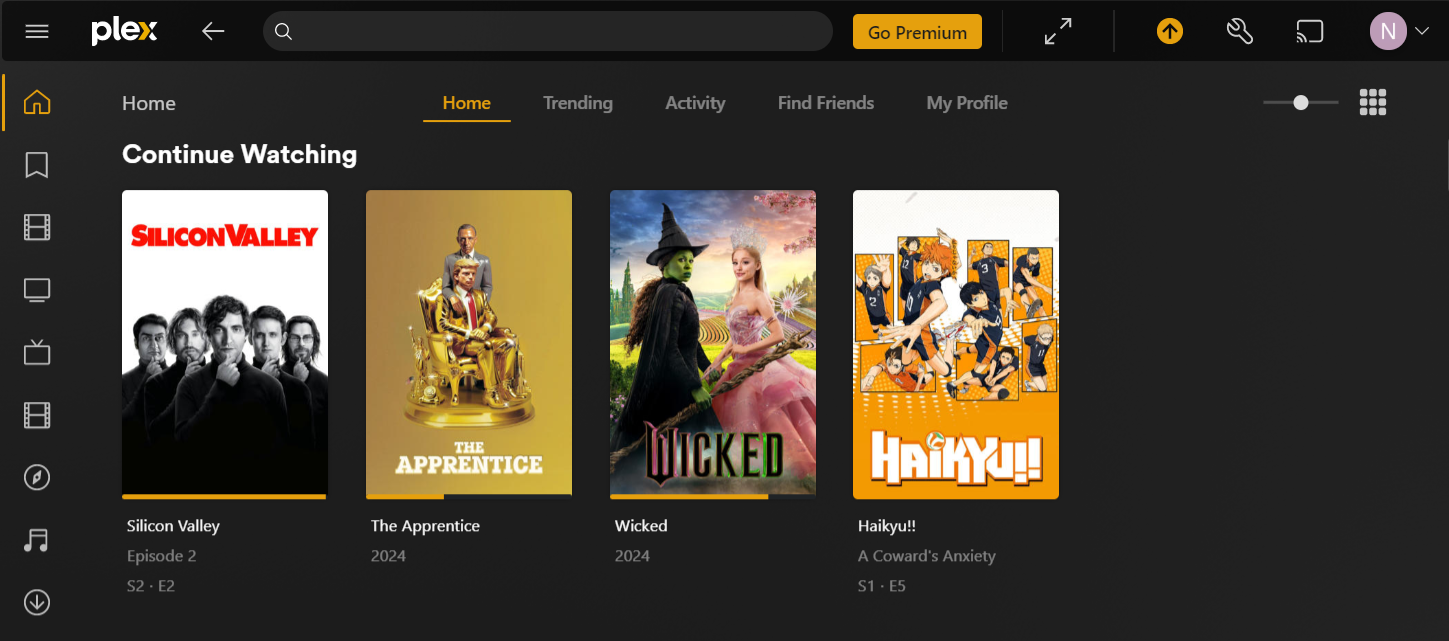 plex
Go Premium
N
Home
Home Trending Activity Find Friends My Profile
Continue Watching
SILICON VALLEY
THE
APPRENTICE
WICKED
HAIKYU!!
Silicon Valley
Episode 2
S2 · E2
The Apprentice
2024
Wicked
2024
Haikyu!!
A Coward's Anxiety
S1 · E5